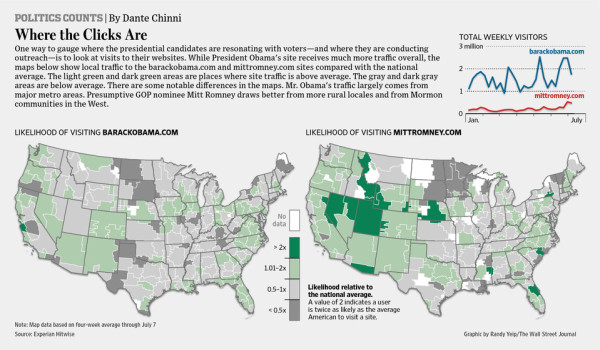 POLITICS COUNTS | By Dante Chinni
Where the Clicks Are
One way to gauge where the presidential candidates are resonating with voters—and where they are conducting
outreach—is to look at visits to their websites. While President Obama's site receives much more traffic overall, the
maps below show local traffic to the barackobama.com and mittromney.com sites compared with the national
average. The light green and dark green areas are places where site traffic is above average. The gray and dark gray
areas are below average. There are some notable differences in the maps. Mr. Obama's traffic largely comes from
major metro areas. Presumptive GOP nominee Mitt Romney draws better from more rural locales and from Mormon
communities in the West.
TOTAL WEEKLY VISITORS
3 million
barackobama.com
2
1
mittromney.com
0
Jan.
July
LIKELIHOOD OF VISITING BARACKOBAMA.COM
LIKELIHOOD OF VISITING MITTROMNEY.COM
No
data
> 2x
1.01–2x
0.5–1x
< 0.5x
Likelihood relative to
the national average.
A value of 2 indicates a user
is twice as likely as the average
American to visit a site.
Note: Map data based on four-week average through July 7
Source: Experian Hitwise
Graphic by Randy Yeip/The Wall Street Journal